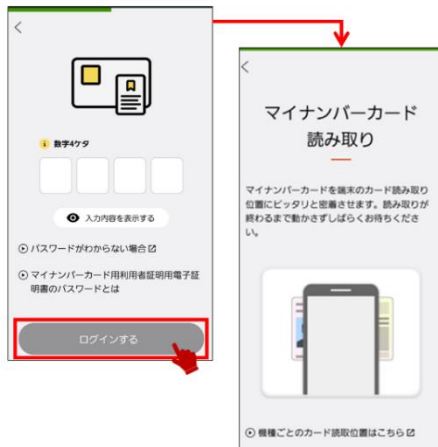 数字4ケタ
入力内容を表示する
パスワードがわからない場合
マイナンバーカード用利用者証明用電子証
明書のパスワードとは
ログインする
マイナンバーカード
読み取り
マイナンバーカードを端末のカード読み取り
位置にピッタリと密着させます。読み取りが
終わるまで動かさずしばらくお待ちくださ
い。
機種ごとのカード読取位置はこちら